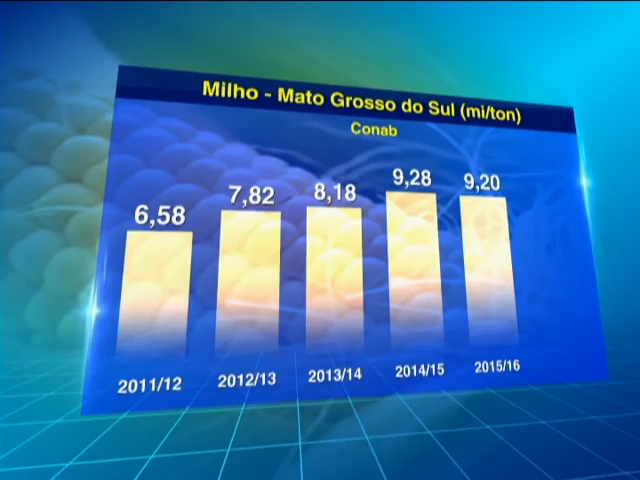 Milho - Mato Grosso do Sul (mi/ton)
Conab
6,58 7,82 8,18 9,28 9,20
2011/12 2012/13 2013/14 2014/15 2015/16